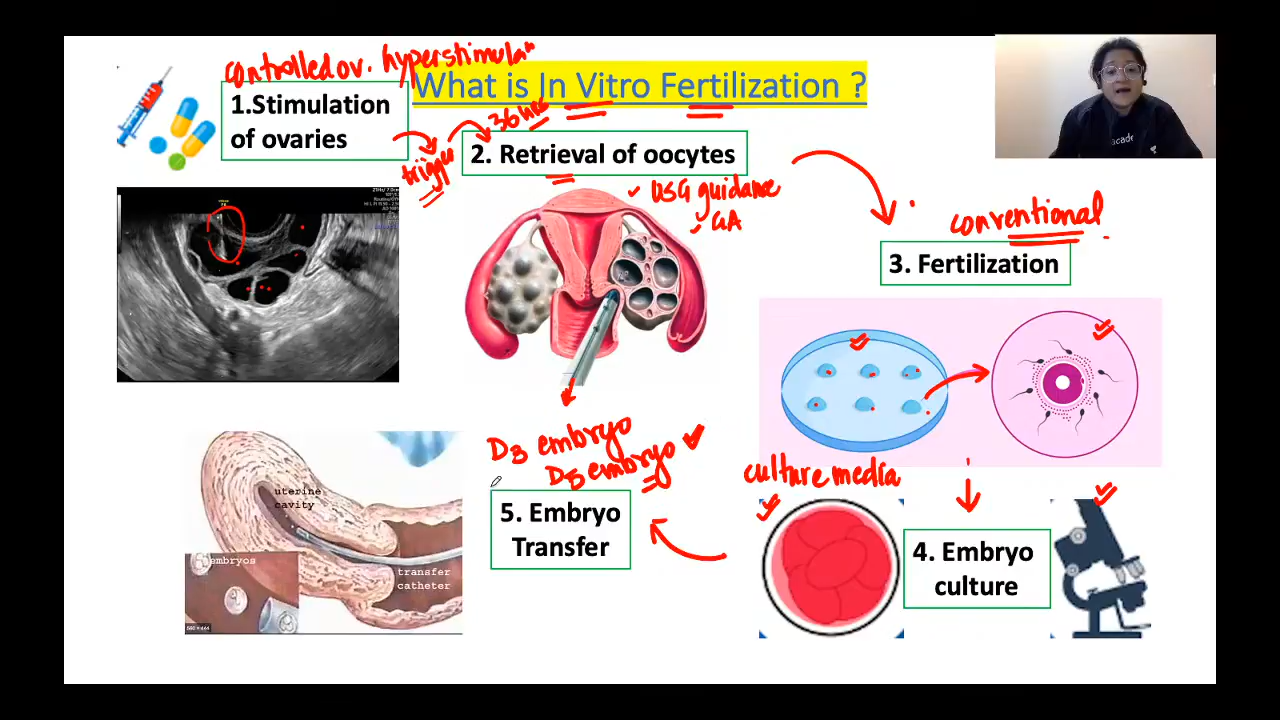 controlled ov. hyperstimulaⁿ
What is In Vitro Fertilization ?
1.Stimulation
of ovaries
trigger
36 hrs
2. Retrieval of oocytes
USG guidance
GA
conventional
3. Fertilization
acade
D3 embryo
D5 embryo
culture media
5. Embryo
Transfer
4. Embryo
culture
uterine
cavity
embryos
transfer
catheter